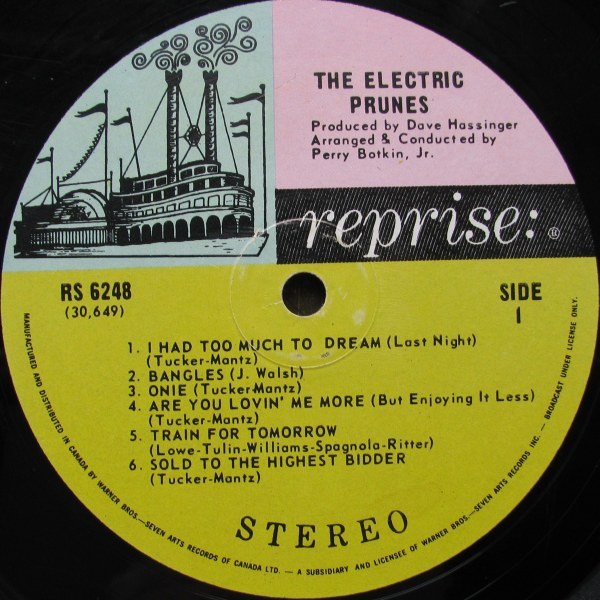 THE ELECTRIC
PRUNES
Produced by Dave Hassinger
Arranged & Conducted by
Perry Botkin, Jr.
reprise: ®
RS 6248
(30,649)
SIDE
1
1. I HAD TOO MUCH TO DREAM (Last Night)
(Tucker-Mantz)
2. BANGLES (J. Walsh)
3. ONIE (Tucker-Mantz)
4. ARE YOU LOVIN' ME MORE (But Enjoying It Less)
(Tucker-Mantz)
5. TRAIN FOR TOMORROW
(Lowe-Tulin-Williams-Spagnola-Ritter)
6. SOLD TO THE HIGHEST BIDDER
(Tucker-Mantz)
STEREO
MANUFACTURED AND DISTRIBUTED IN CANADA BY WARNER BROS.—SEVEN ARTS RECORDS OF CANADA LTD. — A SUBSIDIARY AND LICENSEE OF WARNER BROS.—SEVEN ARTS RECORDS INC. — BROADCAST UNDER LICENSE ONLY.